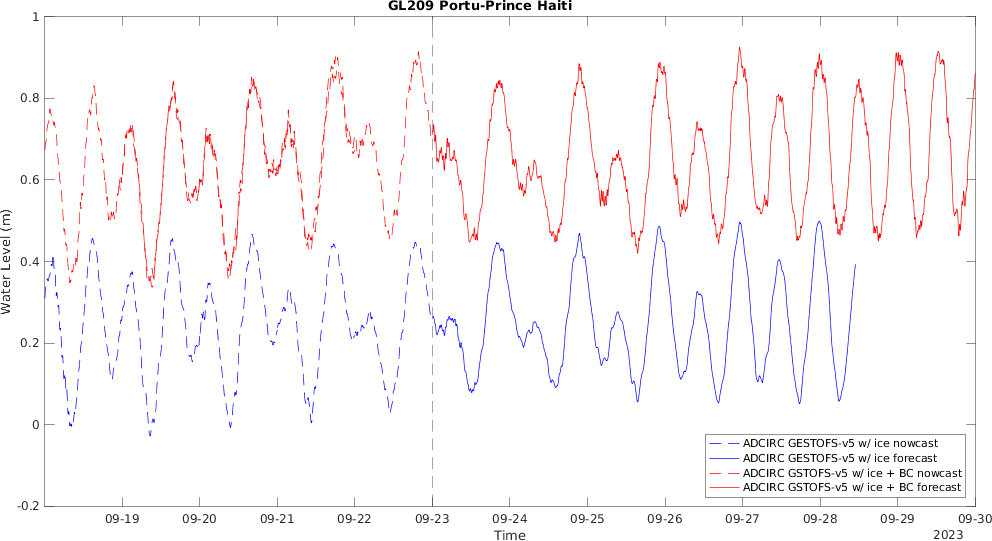 GL209 Portu-Prince Haiti
1
0.8
0.6
0.4
0.2
0
-0.2
Water Level (m)
ADCIRC GESTOFS-v5 w/ ice nowcast
ADCIRC GESTOFS-v5 w/ ice forecast
ADCIRC GSTOFS-v5 w/ ice + BC nowcast
ADCIRC GSTOFS-v5 w/ ice + BC forecast
09-19 09-20 09-21 09-22 09-23 09-24 09-25 09-26 09-27 09-28 09-29 09-30
Time
2023